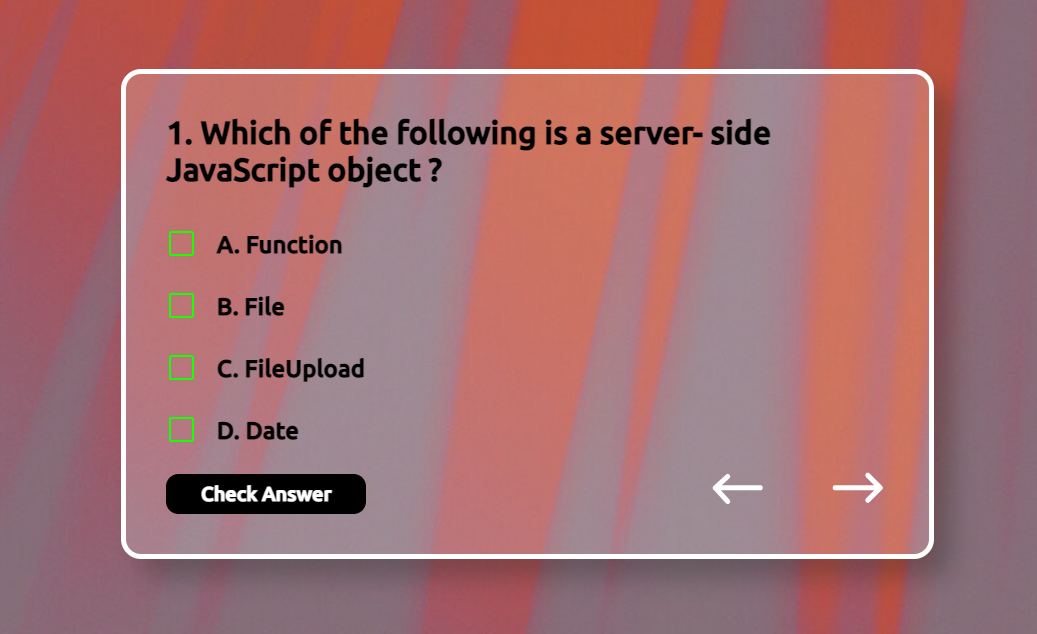 1. Which of the following is a server- side
JavaScript object ?
A. Function
B. File
C. FileUpload
D. Date
Check Answer